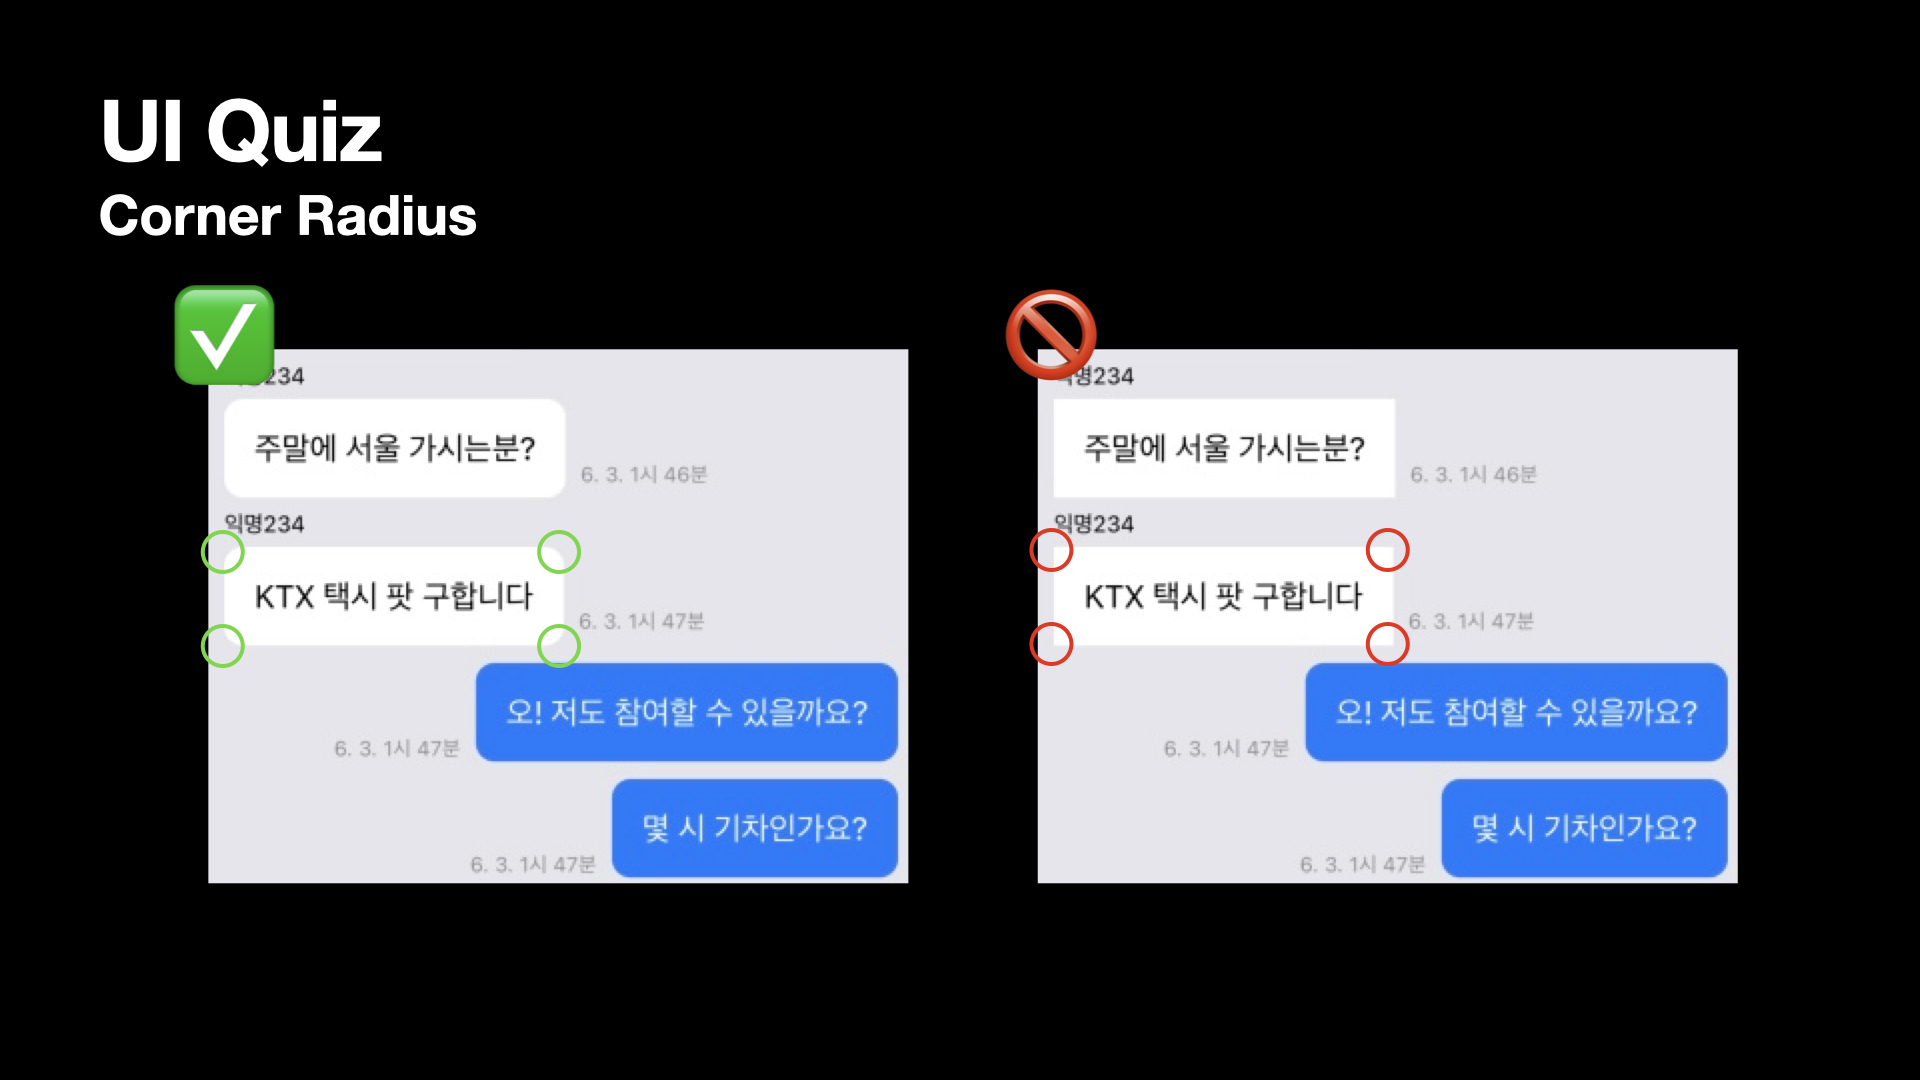 UI Quiz
Corner Radius
234
주말에 서울 가시는분?
6. 3. 1시 46분
익명234
KTX 택시 팟 구합니다
6. 3. 1시 47분
오! 저도 참여할 수 있을까요?
6. 3. 1시 47분
몇 시 기차인가요?
6. 3. 1시 47분
익명234
주말에 서울 가시는분?
6. 3. 1시 46분
익명234
KTX 택시 팟 구합니다
6. 3. 1시 47분
오! 저도 참여할 수 있을까요?
6. 3. 1시 47분
몇 시 기차인가요?
6. 3. 1시 47분